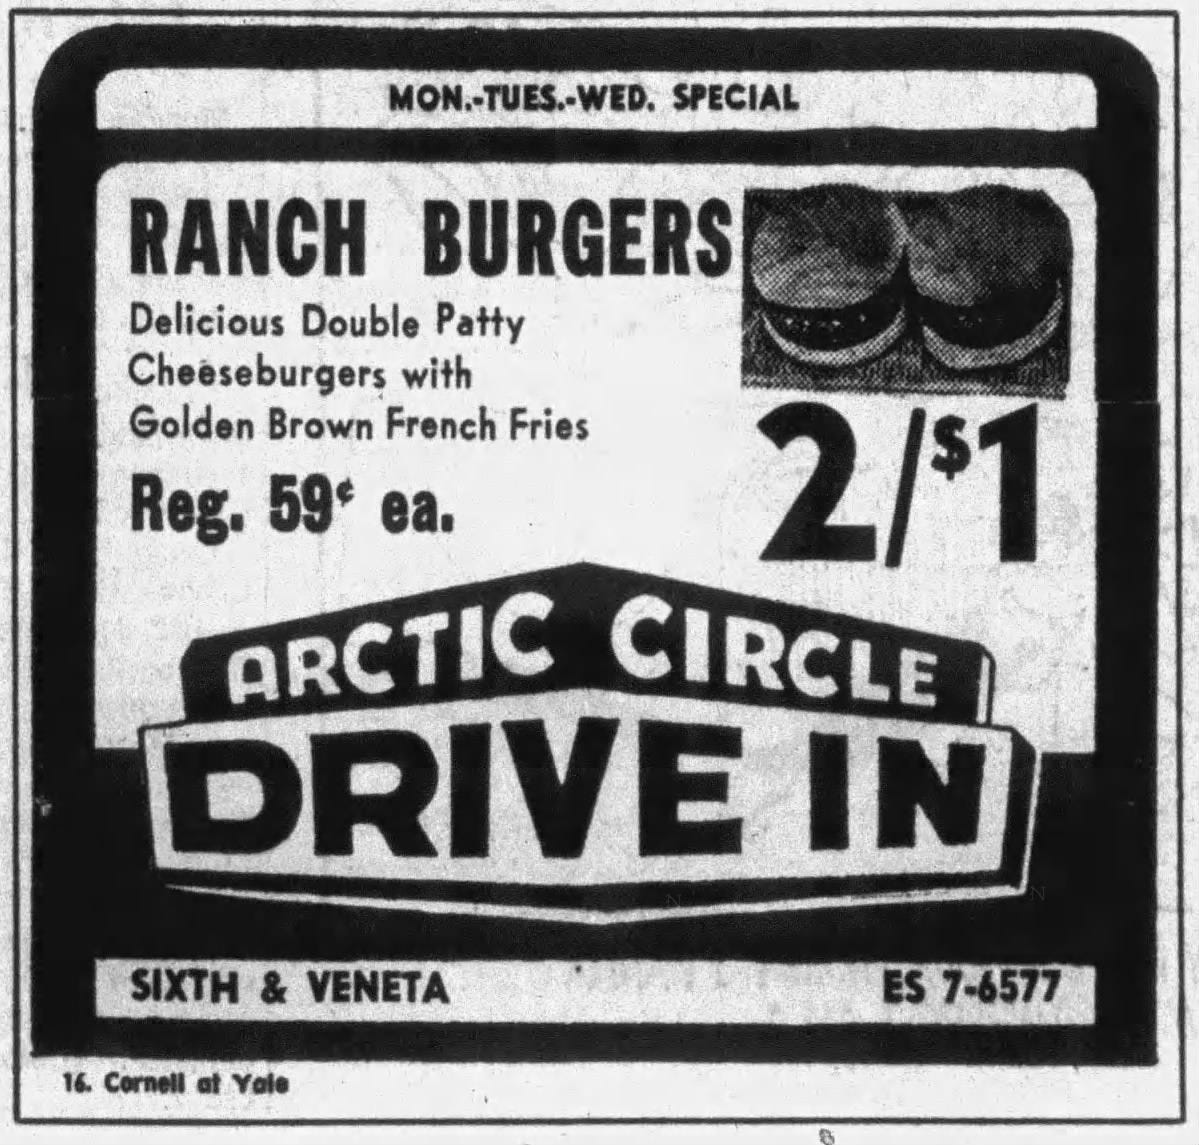 MON.-TUES.-WED. SPECIAL
RANCH BURGERS
Delicious Double Patty
Cheeseburgers with
Golden Brown French Fries
Reg. 59¢ ea.
2/$1
ARCTIC CIRCLE
DRIVE IN
SIXTH & VENETA
ES 7-6577
16. Cornell at Yale